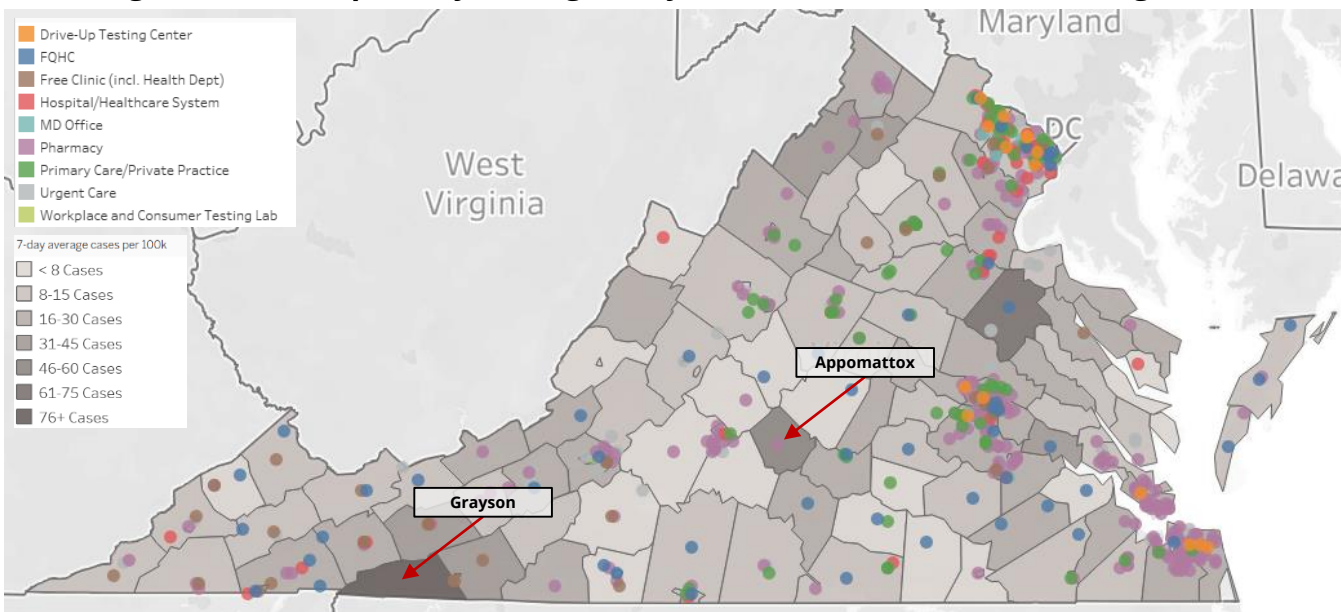 Maryland
Drive-Up Testing Center
FQHC
Free Clinic (incl. Health Dept)
Hospital/Healthcare System
MD Office
Pharmacy
Primary Care/Private Practice
Urgent Care
Workplace and Consumer Testing Lab
DC
West
Virginia
Delawa
7-day average cases per 100k
< 8 Cases
8-15 Cases
16-30 Cases
31-45 Cases
46-60 Cases
61-75 Cases
76+ Cases
Appomattox
Grayson